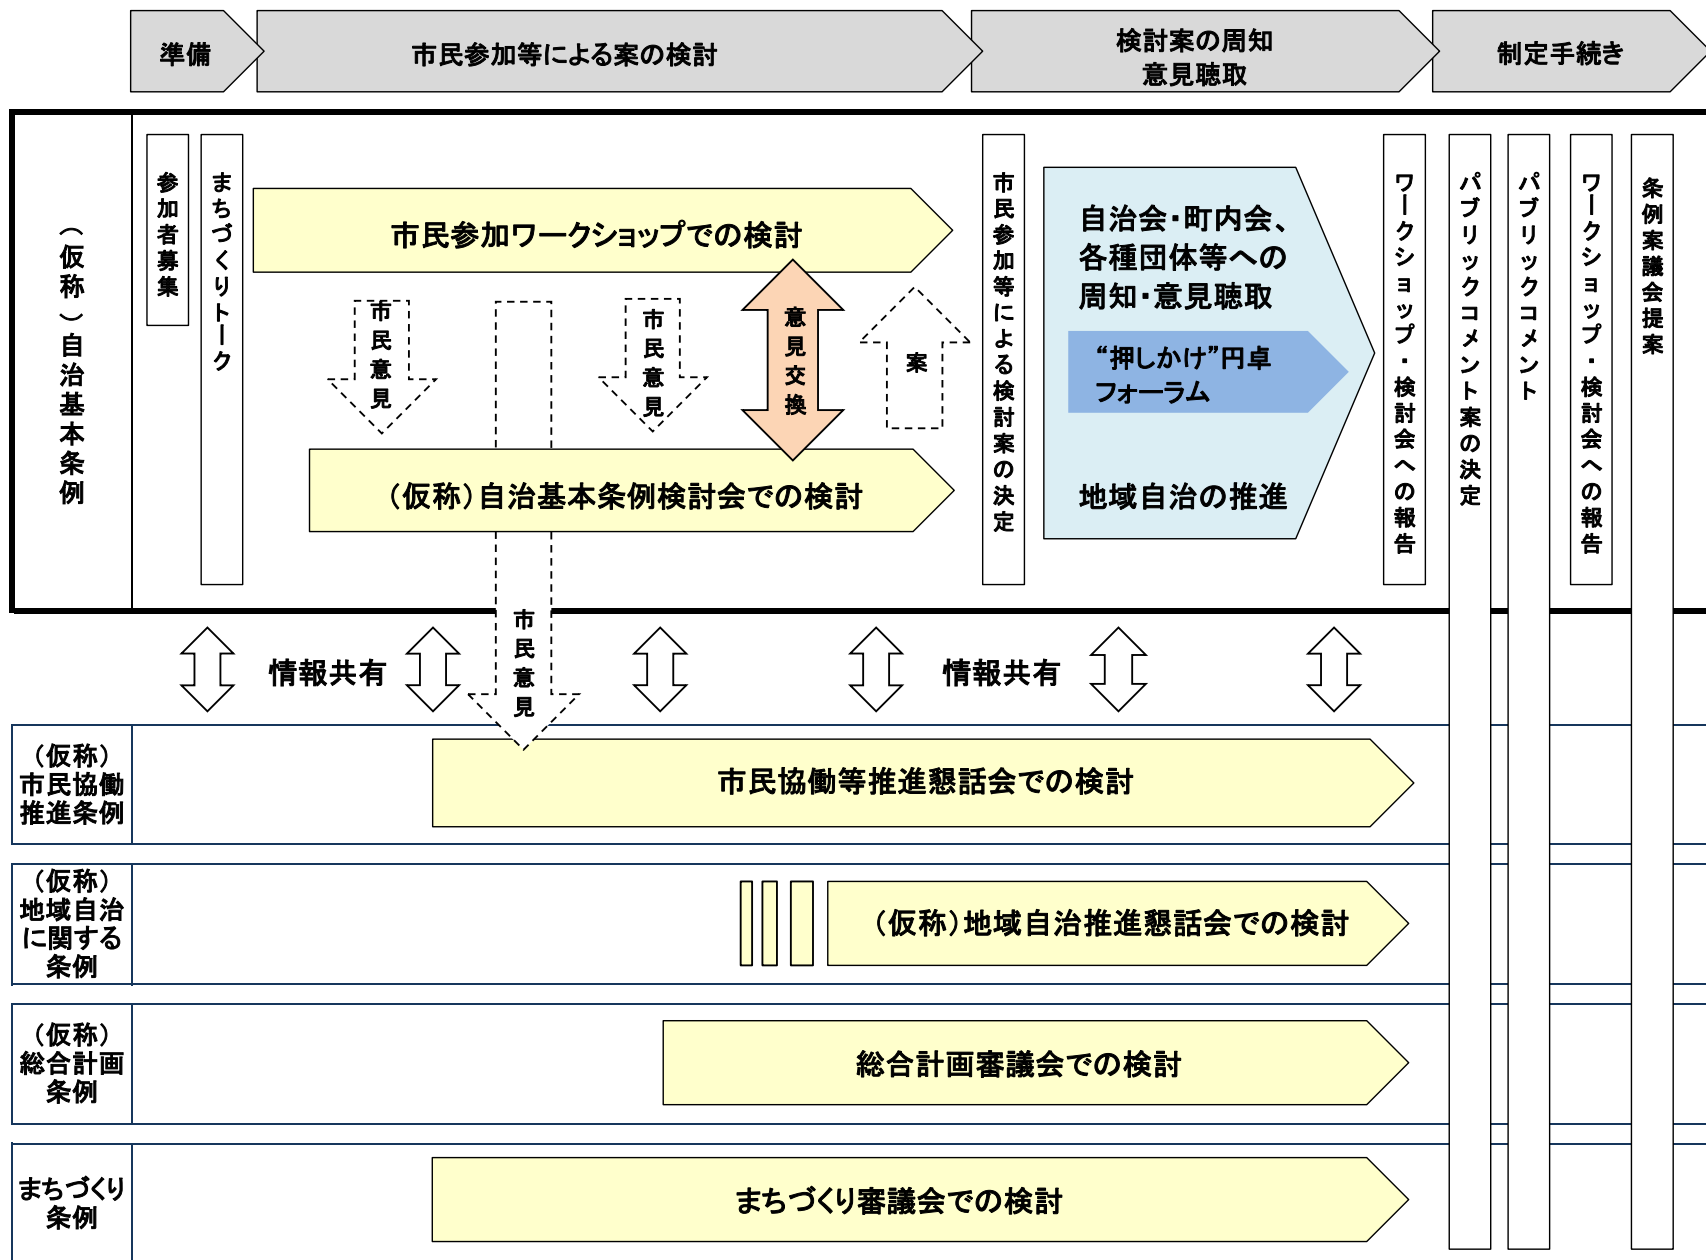 準備
市民参加等による案の検討
検討案の周知
意見聴取
制定手続き
（仮称）自治基本条例
参加者募集
まちづくりトーク
市民参加ワークショップでの検討
市民意見
市民意見
意見交換
案
（仮称）自治基本条例検討会での検討
市民意見
市民参加等による検討案の決定
自治会・町内会、
各種団体等への
周知・意見聴取
“押しかけ”円卓
フォーラム
地域自治の推進
ワークショップ・検討会への報告
パブリックコメント案の決定
パブリックコメント
ワークショップ・検討会への報告
条例案議会提案
情報共有
情報共有
（仮称）
市民協働
推進条例
市民協働等推進懇話会での検討
（仮称）
地域自治
に関する
条例
（仮称）地域自治推進懇話会での検討
（仮称）
総合計画
条例
総合計画審議会での検討
まちづくり
条例
まちづくり審議会での検討